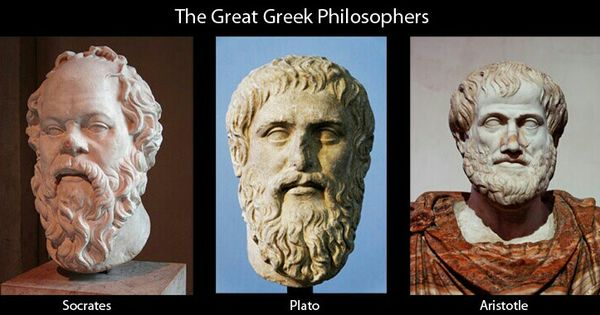 The Great Greek Philosophers
Socrates
Plato
Aristotle